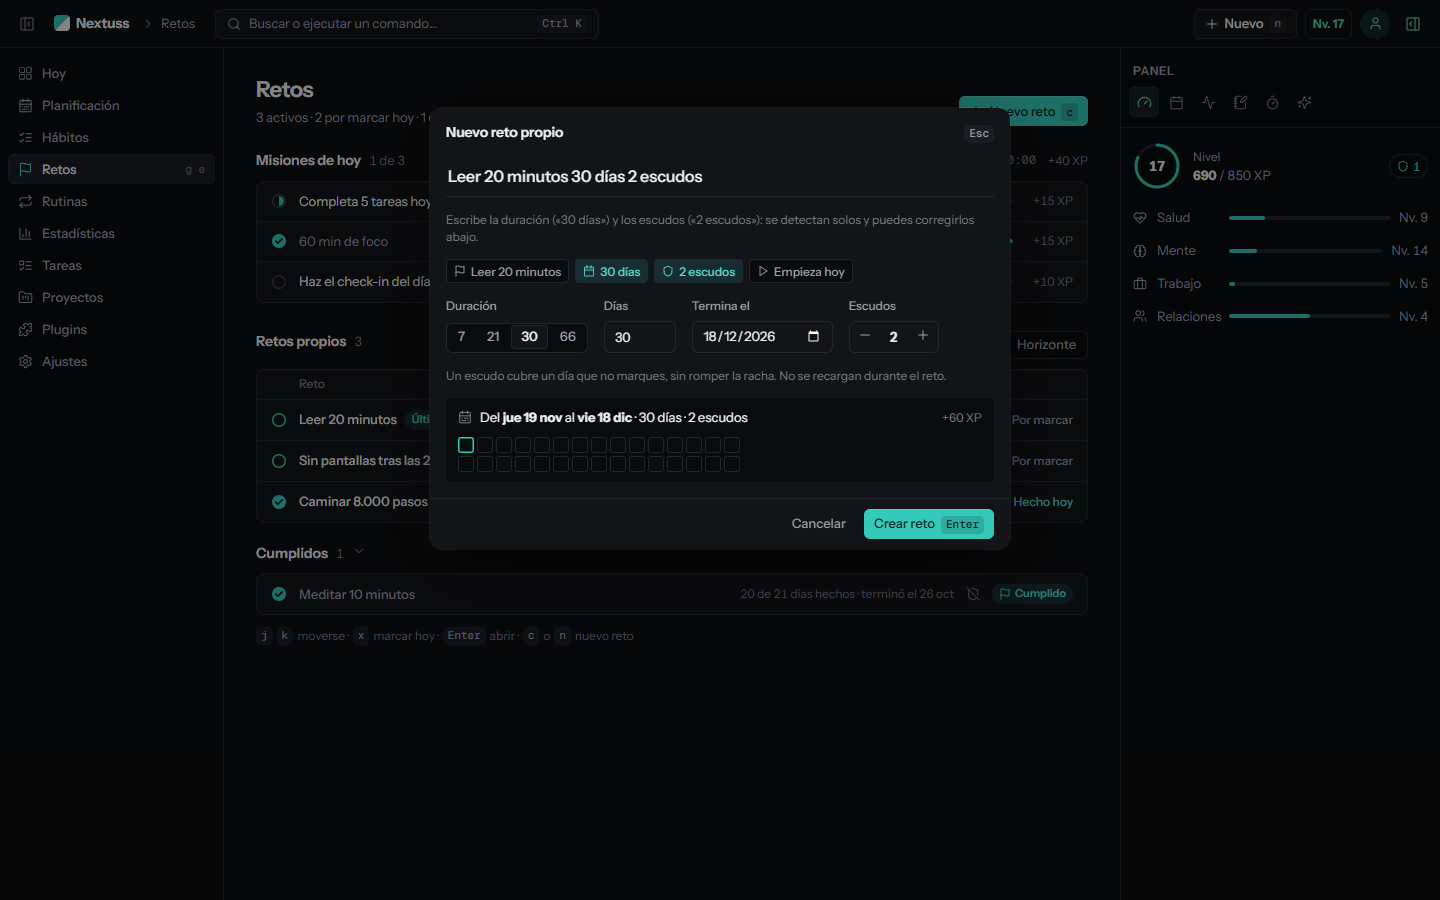 Nextuss
Retos
Buscar o ejecutar un comando...
Ctrl K
Nuevo n
Nv. 17
Hoy
Planificación
Hábitos
Retos g e
Rutinas
Estadísticas
Tareas
Proyectos
Plugins
Ajustes
Retos
3 activos · 2 por marcar hoy · 1
reto c
Misiones de hoy 1 de 3
+40 XP
Completa 5 tareas hoy
+15 XP
60 min de foco
+15 XP
Haz el check-in del día
+10 XP
Retos propios 3
Horizonte
Reto
Leer 20 minutos
Por marcar
Sin pantallas tras las 2
Por marcar
Caminar 8.000 pasos
Hecho hoy
Cumplidos 1
Meditar 10 minutos
20 de 21 días hechos · terminó el 26 oct
Cumplido
j k moverse · x marcar hoy · Enter abrir · c o n nuevo reto
Nuevo reto propio
Esc
Leer 20 minutos 30 días 2 escudos
Escribe la duración («30 días») y los escudos («2 escudos»): se detectan solos y puedes corregirlos
abajo.
Leer 20 minutos
30 días
2 escudos
Empieza hoy
Duración
Días
Termina el
Escudos
7 21 30 66
30
18/12/2026
2
Un escudo cubre un día que no marques, sin romper la racha. No se recargan durante el reto.
Del jue 19 nov al vie 18 dic · 30 días · 2 escudos
+60 XP
Cancelar
Crear reto Enter
PANEL
17
Nivel
690 / 850 XP
1
Salud
Nv. 9
Mente
Nv. 14
Trabajo
Nv. 5
Relaciones
Nv. 4